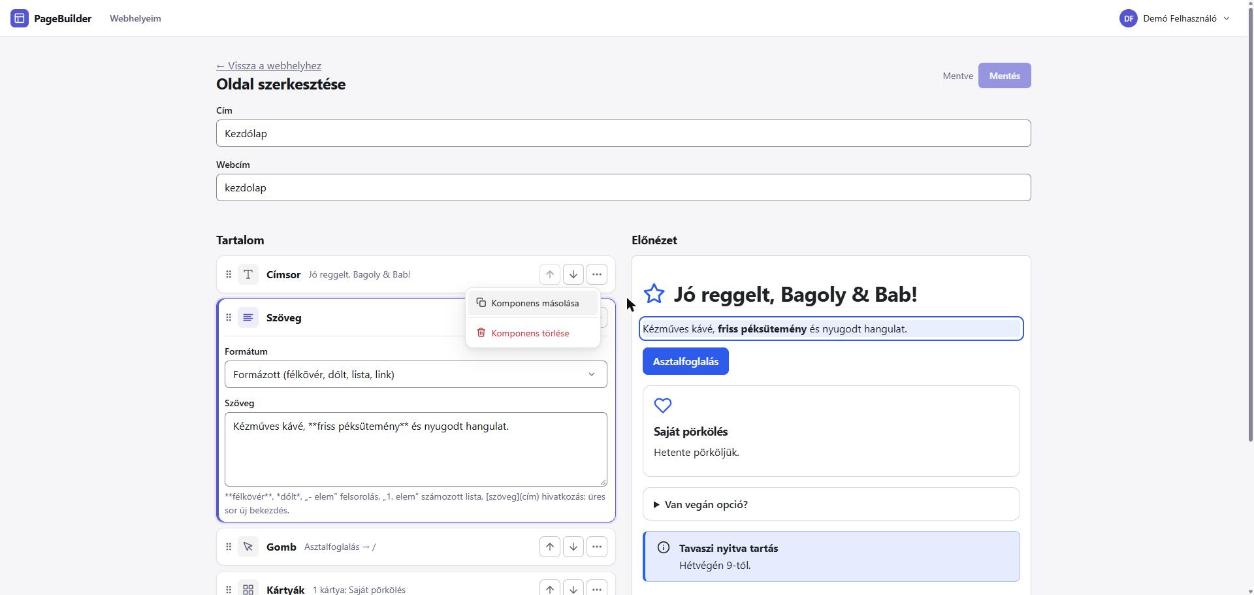 PageBuilder
Webhelyeim
DF
Demó Felhasználó
← Vissza a webhelyhez
Oldal szerkesztése
Mentve
Mentés
Cím
Kezdőlap
Webcím
kezdolap
Tartalom
Címsor
Jó reggelt, Bagoly & Bab!
Szöveg
Komponens másolása
Komponens törlése
Formátum
Formázott (félkövér, dőlt, lista, link)
Szöveg
Kézműves kávé, **friss péksütemény** és nyugodt hangulat.
**félkövér**, *dőlt*, „- elem” felsorolás, „1. elem” számozott lista, [szöveg](cím) hivatkozás; üres
sor új bekezdés.
Gomb
Asztalfoglalás → /
Kártyák
1 kártya: Saját pörkölés
Előnézet
Jó reggelt, Bagoly & Bab!
Kézműves kávé, friss péksütemény és nyugodt hangulat.
Asztalfoglalás
Saját pörkölés
Hetente pörköljük.
Van vegán opció?
Tavaszi nyitva tartás
Hétvégén 9-től.